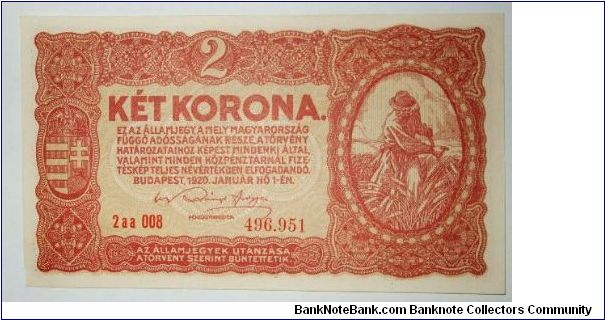 2
KÉT KORONA.
EZ AZ ÁLLAMJEGY A MELY MAGYARORSZÁG
FÜGGŐ ADÓSSÁGÁNAK RÉSZE, A TÖRVÉNY
HATÁROZATAIHOZ KÉPEST MINDENKI ÁLTAL
VALAMINT MINDEN KÖZPÉNZTÁRNÁL FIZE-
TÉSKÉP TELJES NÉVÉRTÉKBEN ELFOGADANDÓ.
BUDAPEST, 1920. JANUÁR HÓ 1-ÉN.
PÉNZÜGYMINISZTER
2aa 008 496.951
AZ ÁLLAMJEGYEK UTÁNZÁSA
A TÖRVÉNY SZERINT BÜNTETTETIK.
BankNoteBank.com Banknote Collectors Community